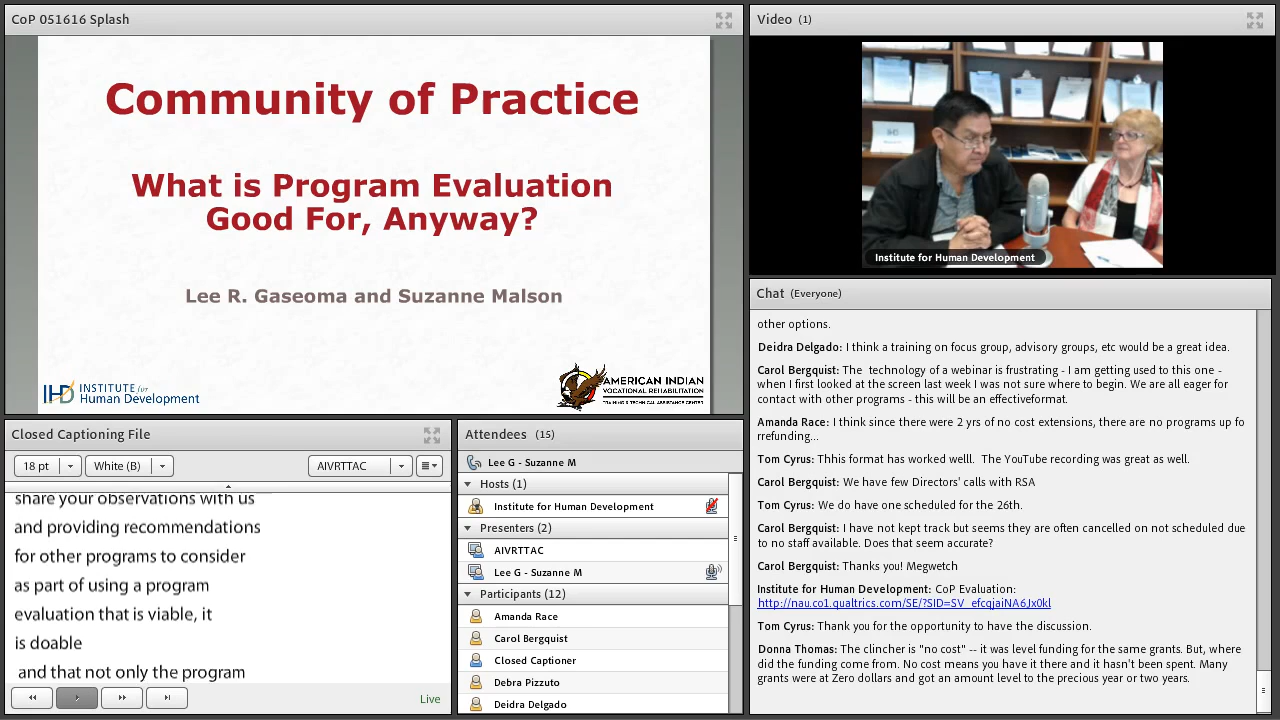 CoP 051616 Splash
Community of Practice
What is Program Evaluation
Good For, Anyway?
Lee R. Gaseoma and Suzanne Malson
IHD INSTITUTE for
Human Development
AMERICAN INDIAN
VOCATIONAL REHABILITATION
TRAINING & TECHNICAL ASSISTANCE CENTER
Video (1)
IHD
Institute for Human Development
Chat (Everyone)
other options.
Deidra Delgado: I think a training on focus group, advisory groups, etc would be a great idea.
Carol Bergquist: The  technology of a webinar is frustrating - I am getting used to this one -
when I first looked at the screen last week I was not sure where to begin. We are all eager for
contact with other programs - this will be an effectiveformat.
Amanda Race: I think since there were 2 yrs of no cost extensions, there are no programs up fo
rrefunding...
Tom Cyrus: Thhis format has worked welll.  The YouTube recording was great as well.
Carol Bergquist: We have few Directors' calls with RSA
Tom Cyrus: We do have one scheduled for the 26th.
Carol Bergquist: I have not kept track but seems they are often cancelled on not scheduled due
to no staff available. Does that seem accurate?
Carol Bergquist: Thanks you! Megwetch
Institute for Human Development: CoP Evaluation:
http://nau.co1.qualtrics.com/SE/?SID=SV_efcqjaiNA6Jx0kl
Tom Cyrus: Thank you for the opportunity to have the discussion.
Donna Thomas: The clincher is "no cost" -- it was level funding for the same grants. But, where
did the funding come from. No cost means you have it there and it hasn't been spent. Many
grants were at Zero dollars and got an amount level to the precious year or two years.
Closed Captioning File
18 pt
White (B)
AIVRTTAC
share your observations with us
and providing recommendations
for other programs to consider
as part of using a program
evaluation that is viable, it
is doable
and that not only the program
Live
Attendees (15)
Lee G - Suzanne M
Hosts (1)
Institute for Human Development
Presenters (2)
AIVRTTAC
Lee G - Suzanne M
Participants (12)
Amanda Race
Carol Bergquist
Closed Captioner
Debra Pizzuto
Deidra Delgado